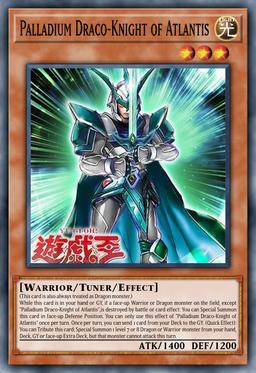 PALLADIUM DRACO-KNIGHT OF ATLANTIS
LIGHT
光
YU-GI-OH!
遊戯王
[WARRIOR/TUNER/EFFECT]
(This card is also always treated as Dragon monster.)
While this card is in your hand or GY, if a face-up Warrior or Dragon monster on the field, except
"Palladium Draco-Knight of Atlantis",is destroyed by battle or card effect: You can Special Summon
this card in face-up Defense Position. You can only use this effect of "Palladium Draco-Knight of
Atlantis" once per turn. Once per turn, you can send 1 card from your Deck to the GY. (Quick Effect):
You can Tribute this card; Special Summon 1 level 7 or 8 Dragon or Warrior monster from your hand,
Deck, GY or face-up Extra Deck, but that monster cannot attack this turn.
ATK/1400 DEF/1200